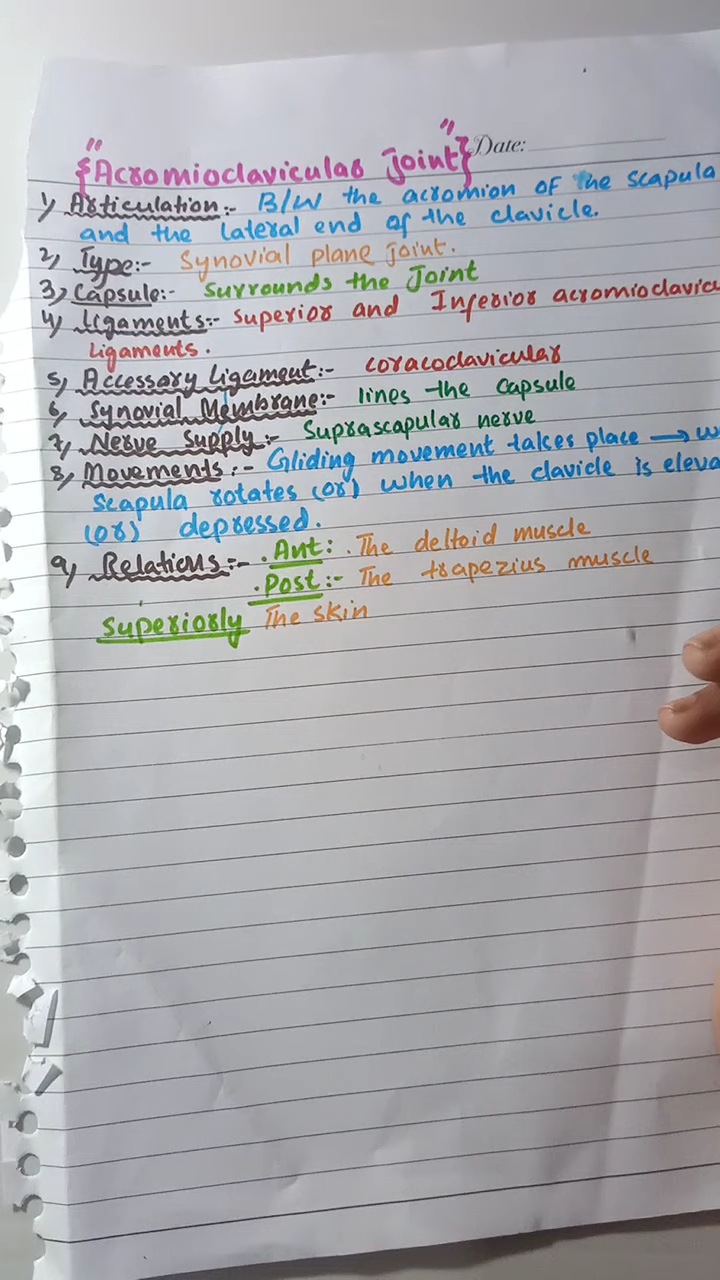 "{Acromioclavicular Joint}"
Date:
1) Articulation:- B/W the acromion of the scapula
and the lateral end of the clavicle.
2) Type:- Synovial plane joint.
3) Capsule:- surrounds the Joint
4) Ligaments:- superior and Inferior acromioclavicu
Ligaments.
5) Accessory Ligament:- coracoclavicular
6) Synovial Membrane:- lines the capsule
7) Nerve Supply:- Suprascapular nerve
8) Movements:- Gliding movement takes place → w
Scapula rotates (or) when the clavicle is eleva
(or) depressed.
9) Relations:- .Ant: .The deltoid muscle
.Post:- The trapezius muscle
Superiorly The skin